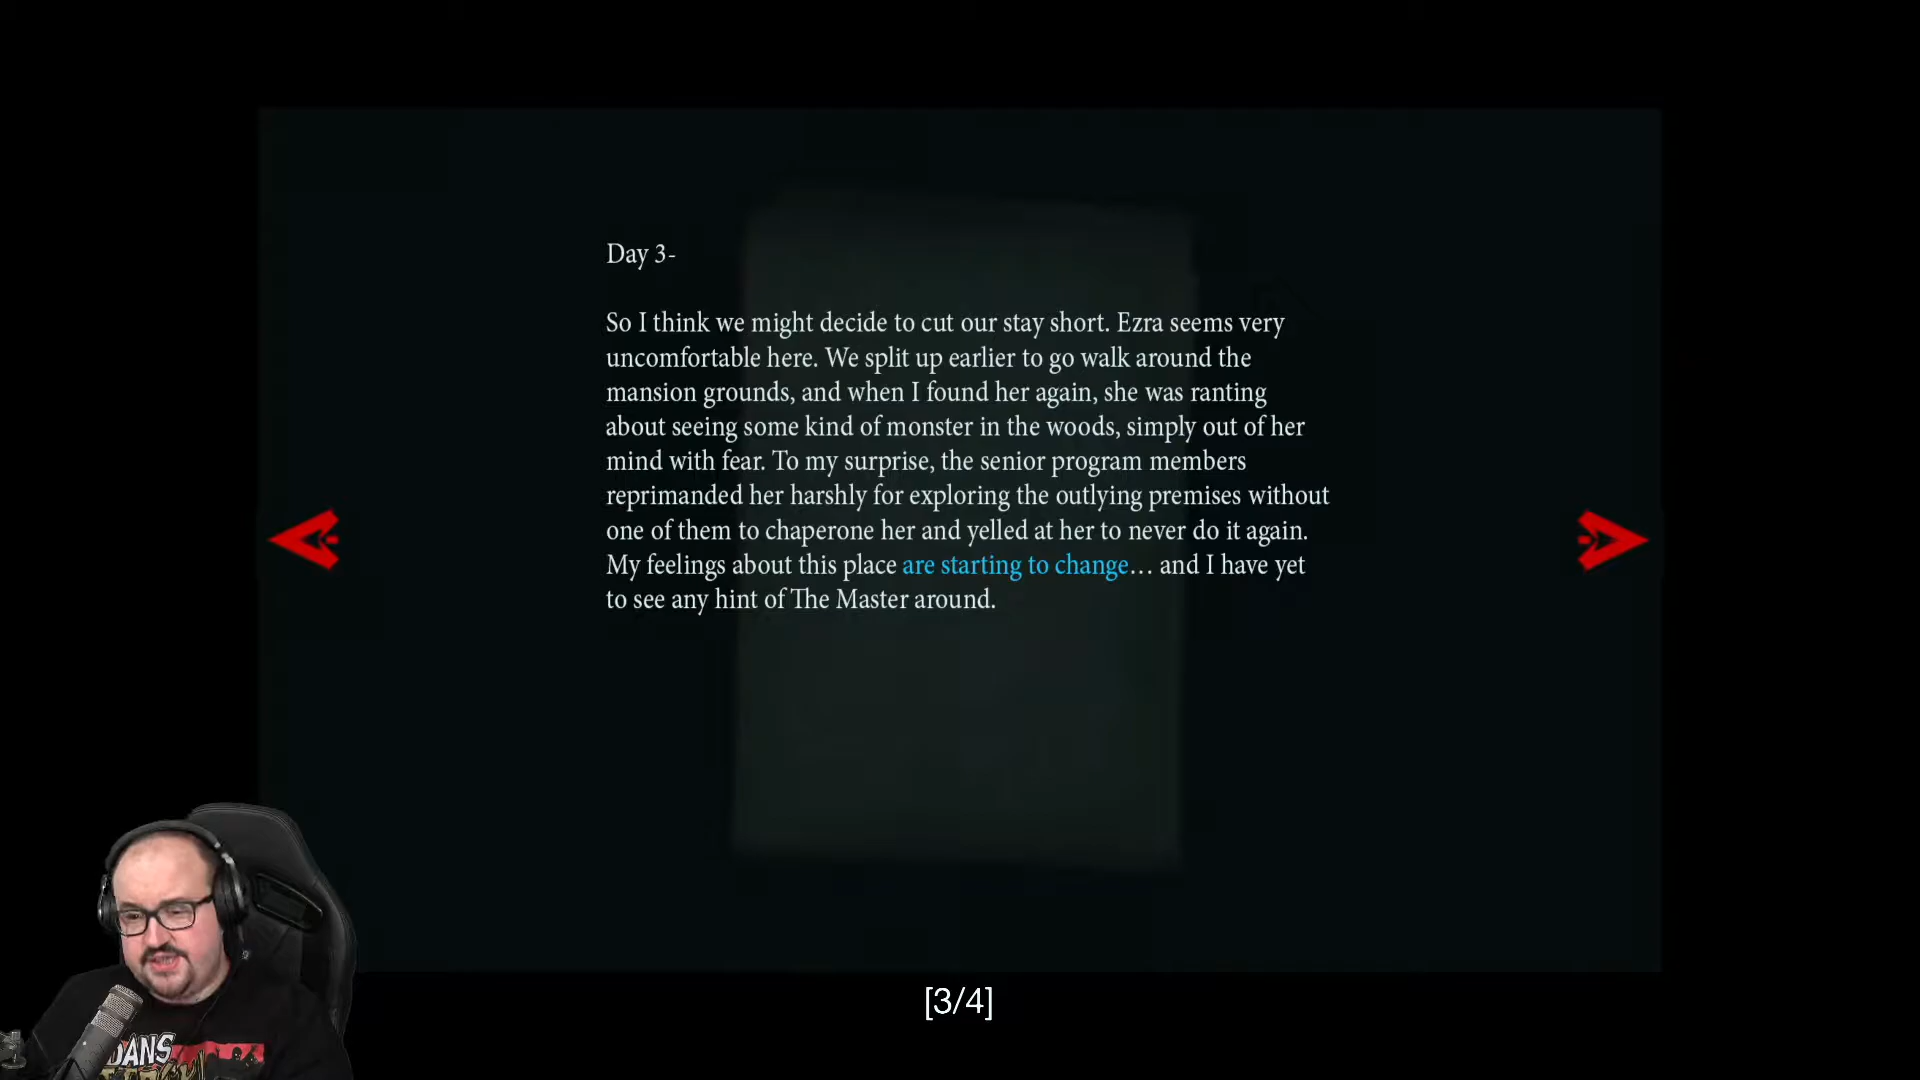 Day 3-
So I think we might decide to cut our stay short. Ezra seems very
uncomfortable here. We split up earlier to go walk around the
mansion grounds, and when I found her again, she was ranting
about seeing some kind of monster in the woods, simply out of her
mind with fear. To my surprise, the senior program members
reprimanded her harshly for exploring the outlying premises without
one of them to chaperone her and yelled at her to never do it again.
My feelings about this place are starting to change… and I have yet
to see any hint of The Master around.
[3/4]
DANS